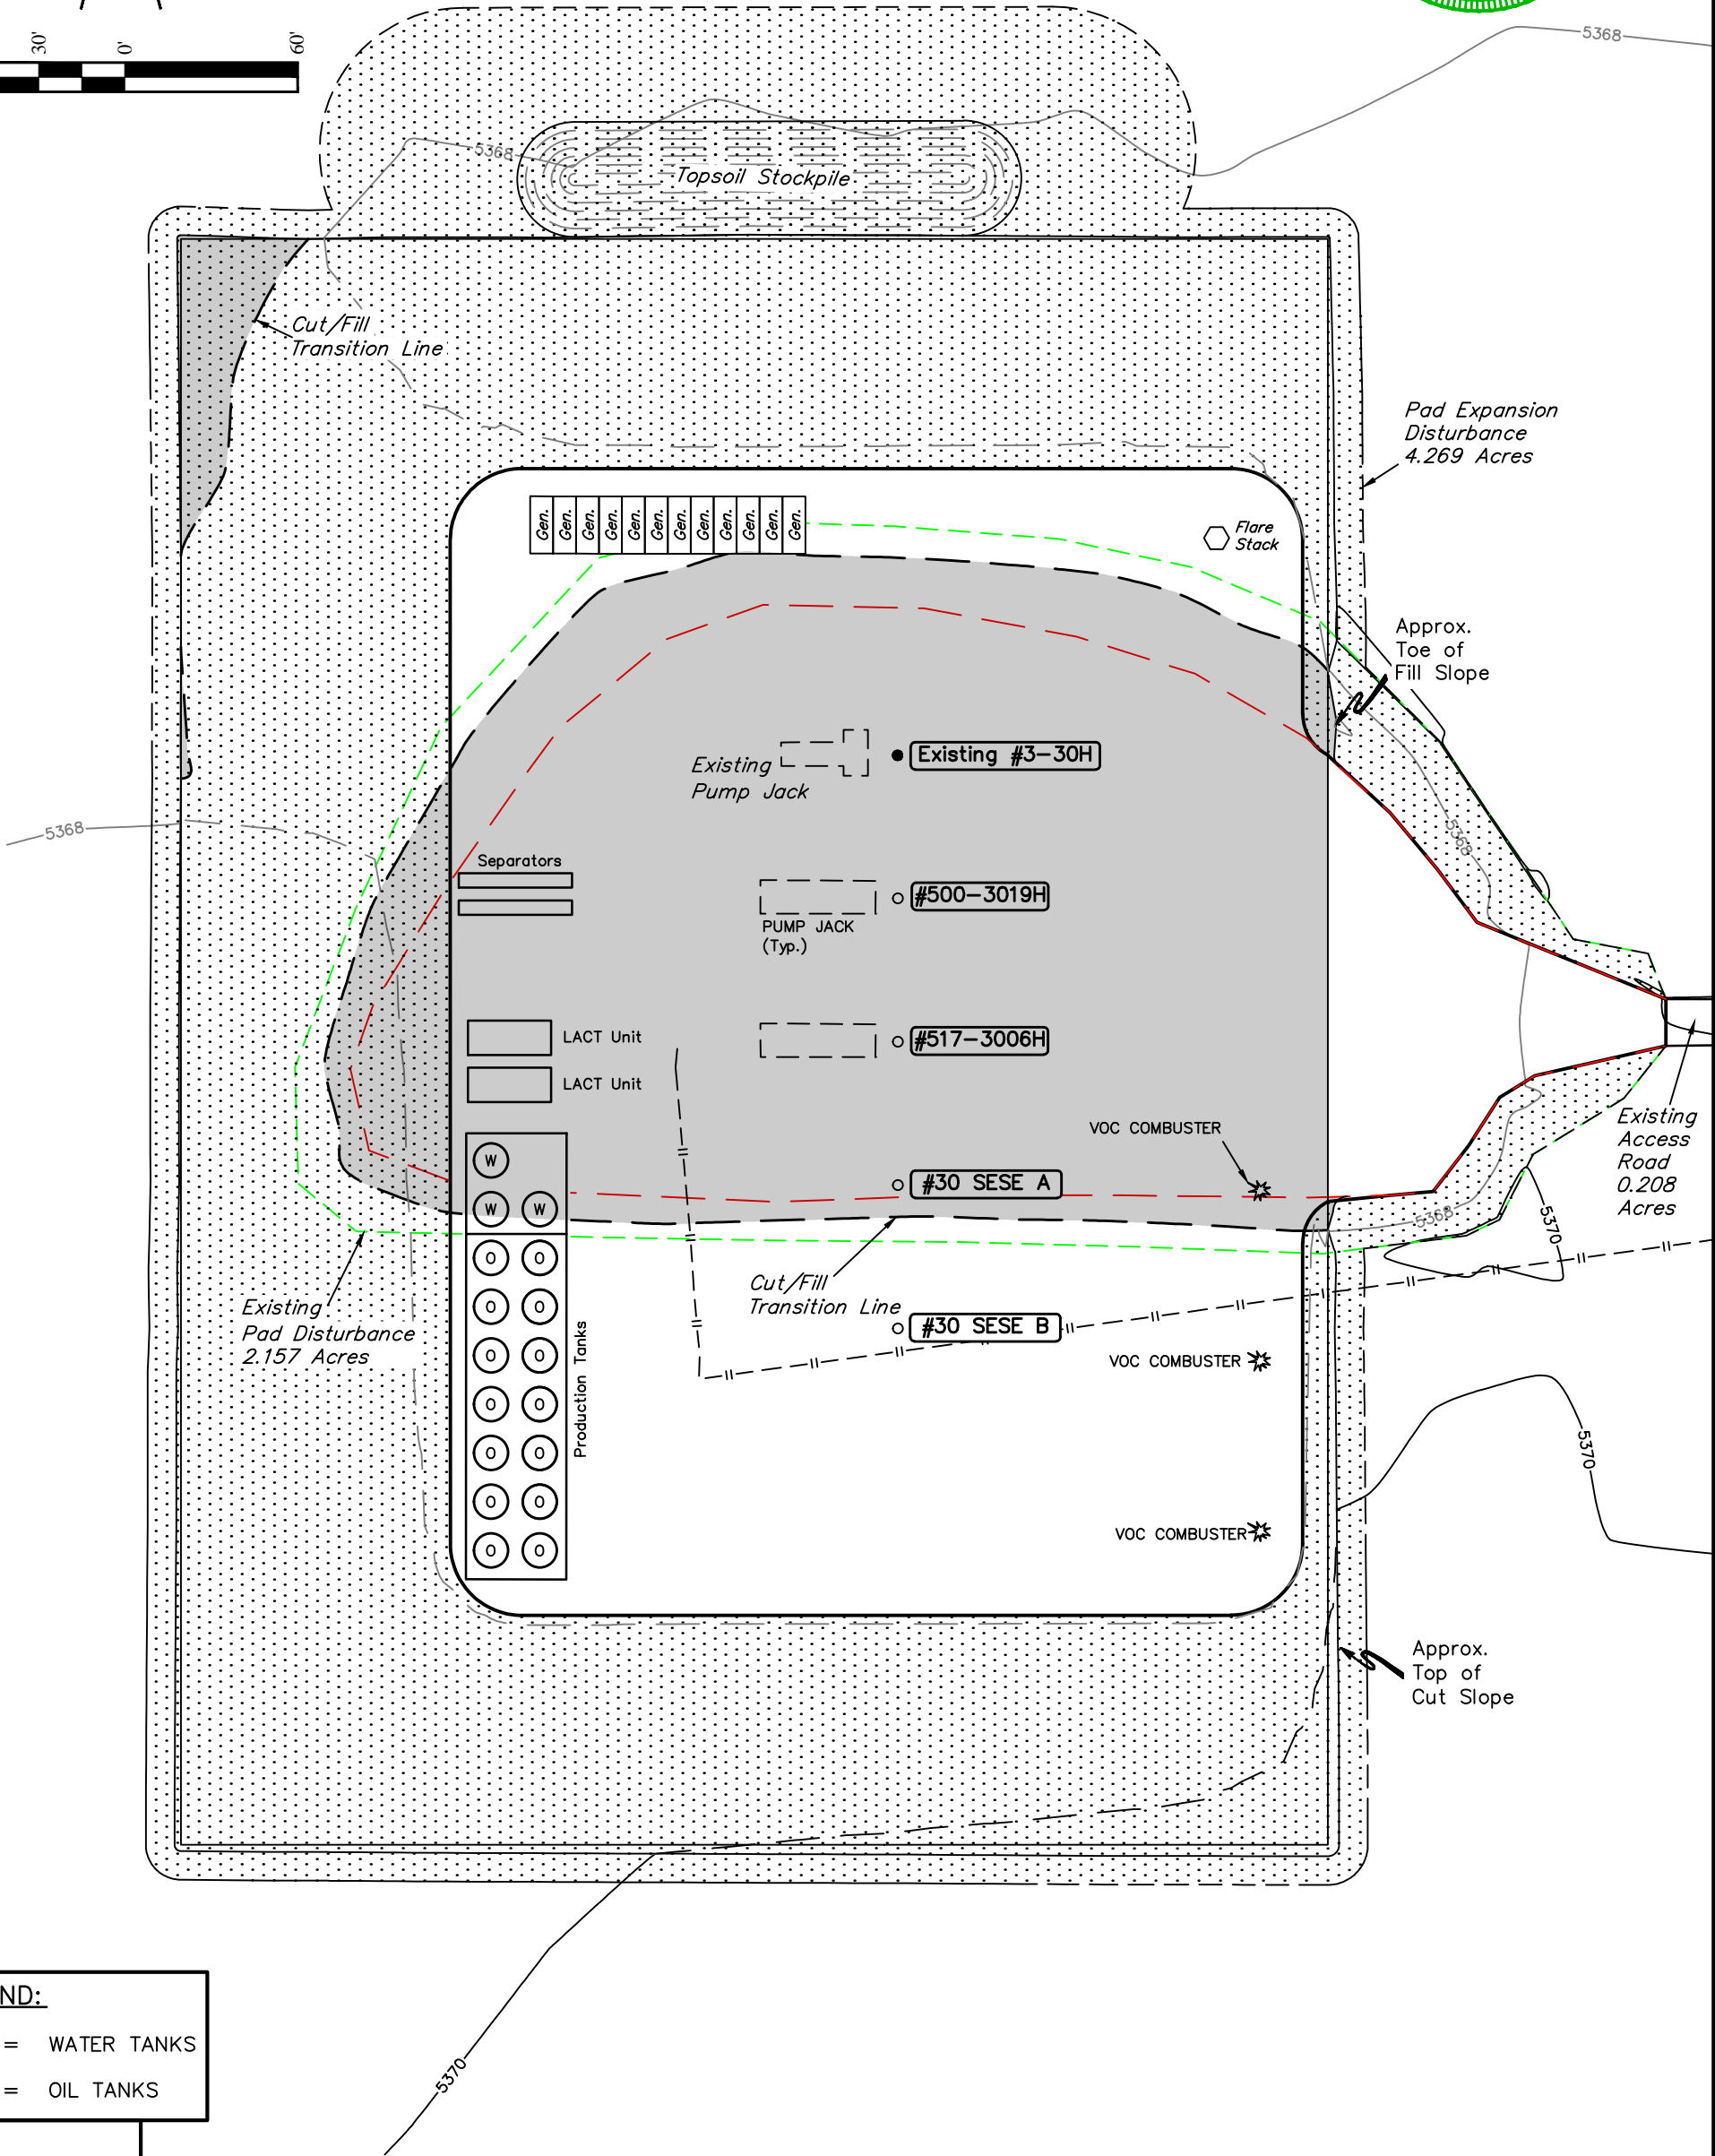 30'
0'
60'
5368
5368
Topsoil Stockpile
Cut/Fill
Transition Line
Pad Expansion
Disturbance
4.269 Acres
Gen.
Gen.
Gen.
Gen.
Gen.
Gen.
Gen.
Gen.
Gen.
Gen.
Gen.
Gen.
Flare
Stack
Approx.
Toe of
Fill Slope
Existing #3-30H
Existing
Pump Jack
5368
5368
Separators
#500-3019H
PUMP JACK
(Typ.)
LACT Unit
#517-3006H
LACT Unit
Existing
Access
Road
0.208
Acres
VOC COMBUSTER
W
#30 SESE A
W
W
5368
5370
O
O
Cut/Fill
Transition Line
Existing
Pad Disturbance
2.157 Acres
O
O
#30 SESE B
O
O
VOC COMBUSTER
Production Tanks
O
O
O
O
5370
O
O
VOC COMBUSTER
O
O
Approx.
Top of
Cut Slope
ND:
= WATER TANKS
= OIL TANKS
5370